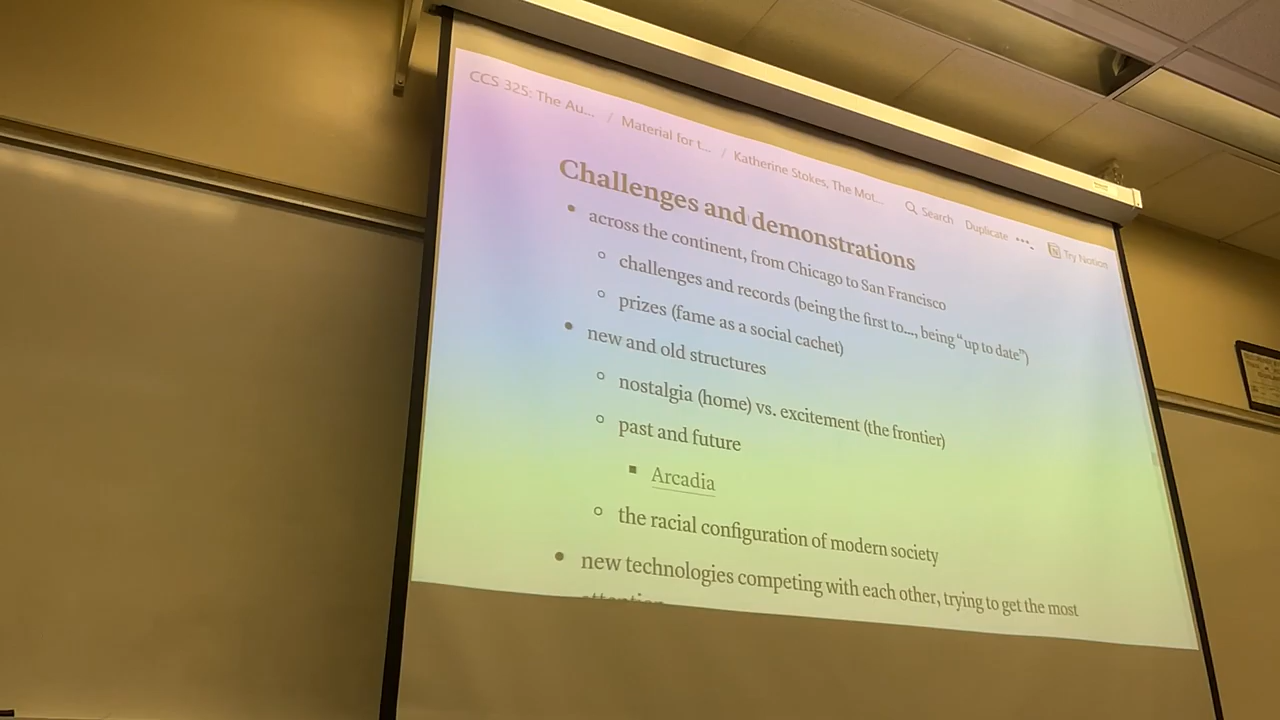 CCS 325: The Au... / Material for t... / Katherine Stokes, The Mot...
Search Duplicate ••• Try Notion
Challenges and demonstrations
• across the continent, from Chicago to San Francisco
◦ challenges and records (being the first to..., being “up to date”)
◦ prizes (fame as a social cachet)
• new and old structures
◦ nostalgia (home) vs. excitement (the frontier)
◦ past and future
▪ Arcadia
◦ the racial configuration of modern society
• new technologies competing with each other, trying to get the most
attention